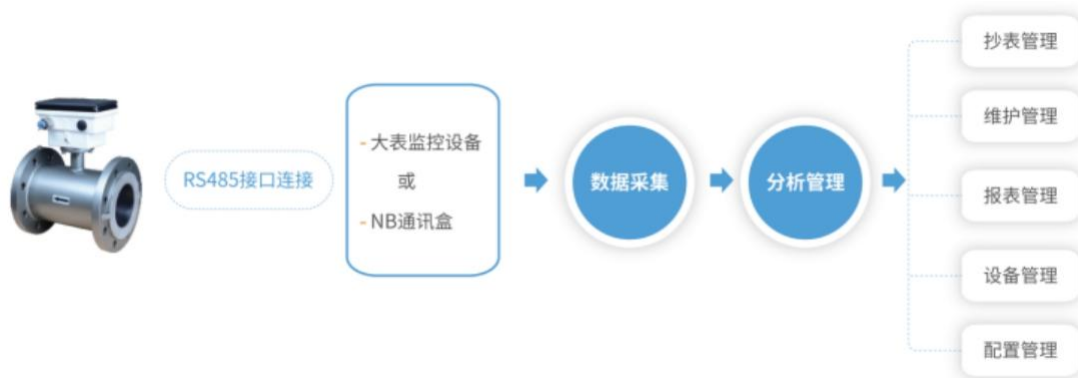 RS485接口连接
- 大表监控设备
或
- NB通讯盒
数据采集
分析管理
抄表管理
维护管理
报表管理
设备管理
配置管理